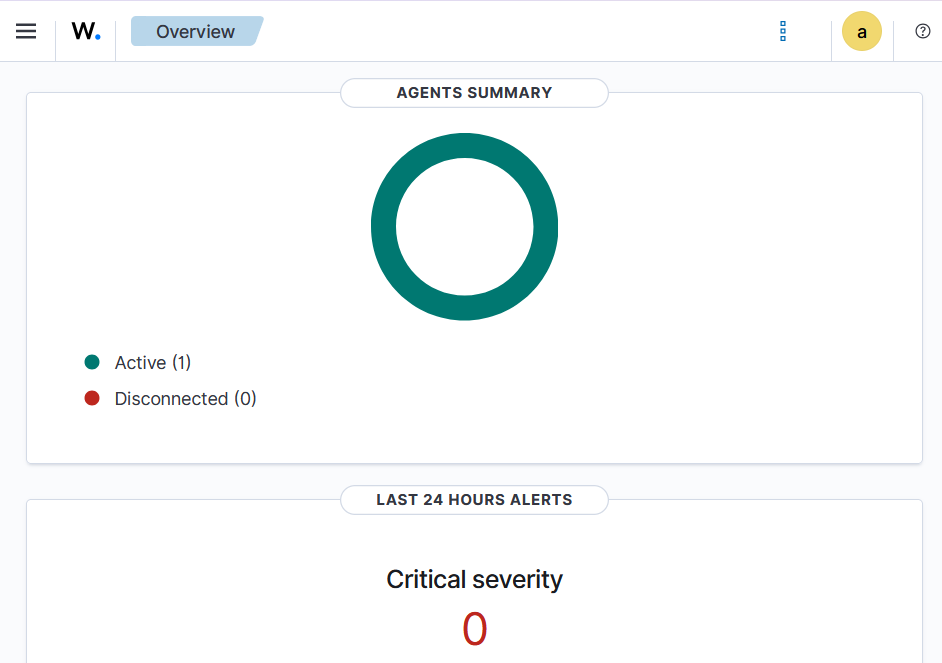 W.
Overview
a
?
AGENTS SUMMARY
Active (1)
Disconnected (0)
LAST 24 HOURS ALERTS
Critical severity
0